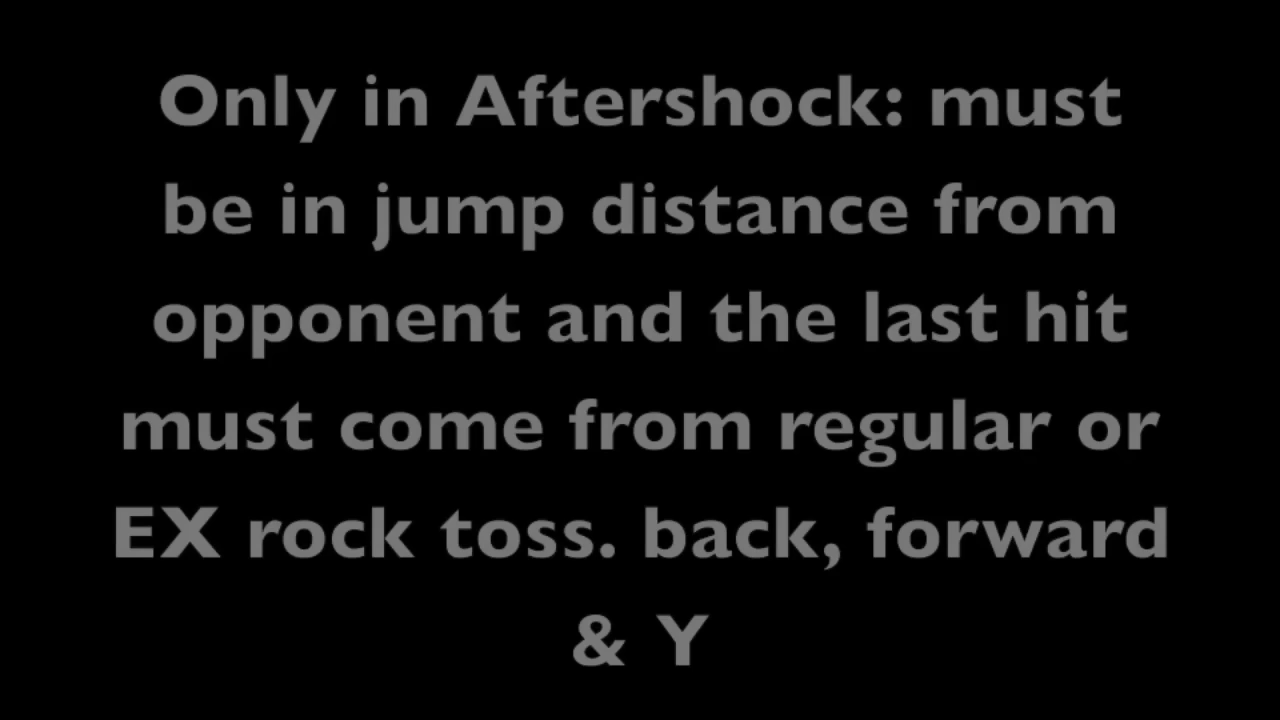 Only in Aftershock: must
be in jump distance from
opponent and the last hit
must come from regular or
EX rock toss. back, forward
& Y